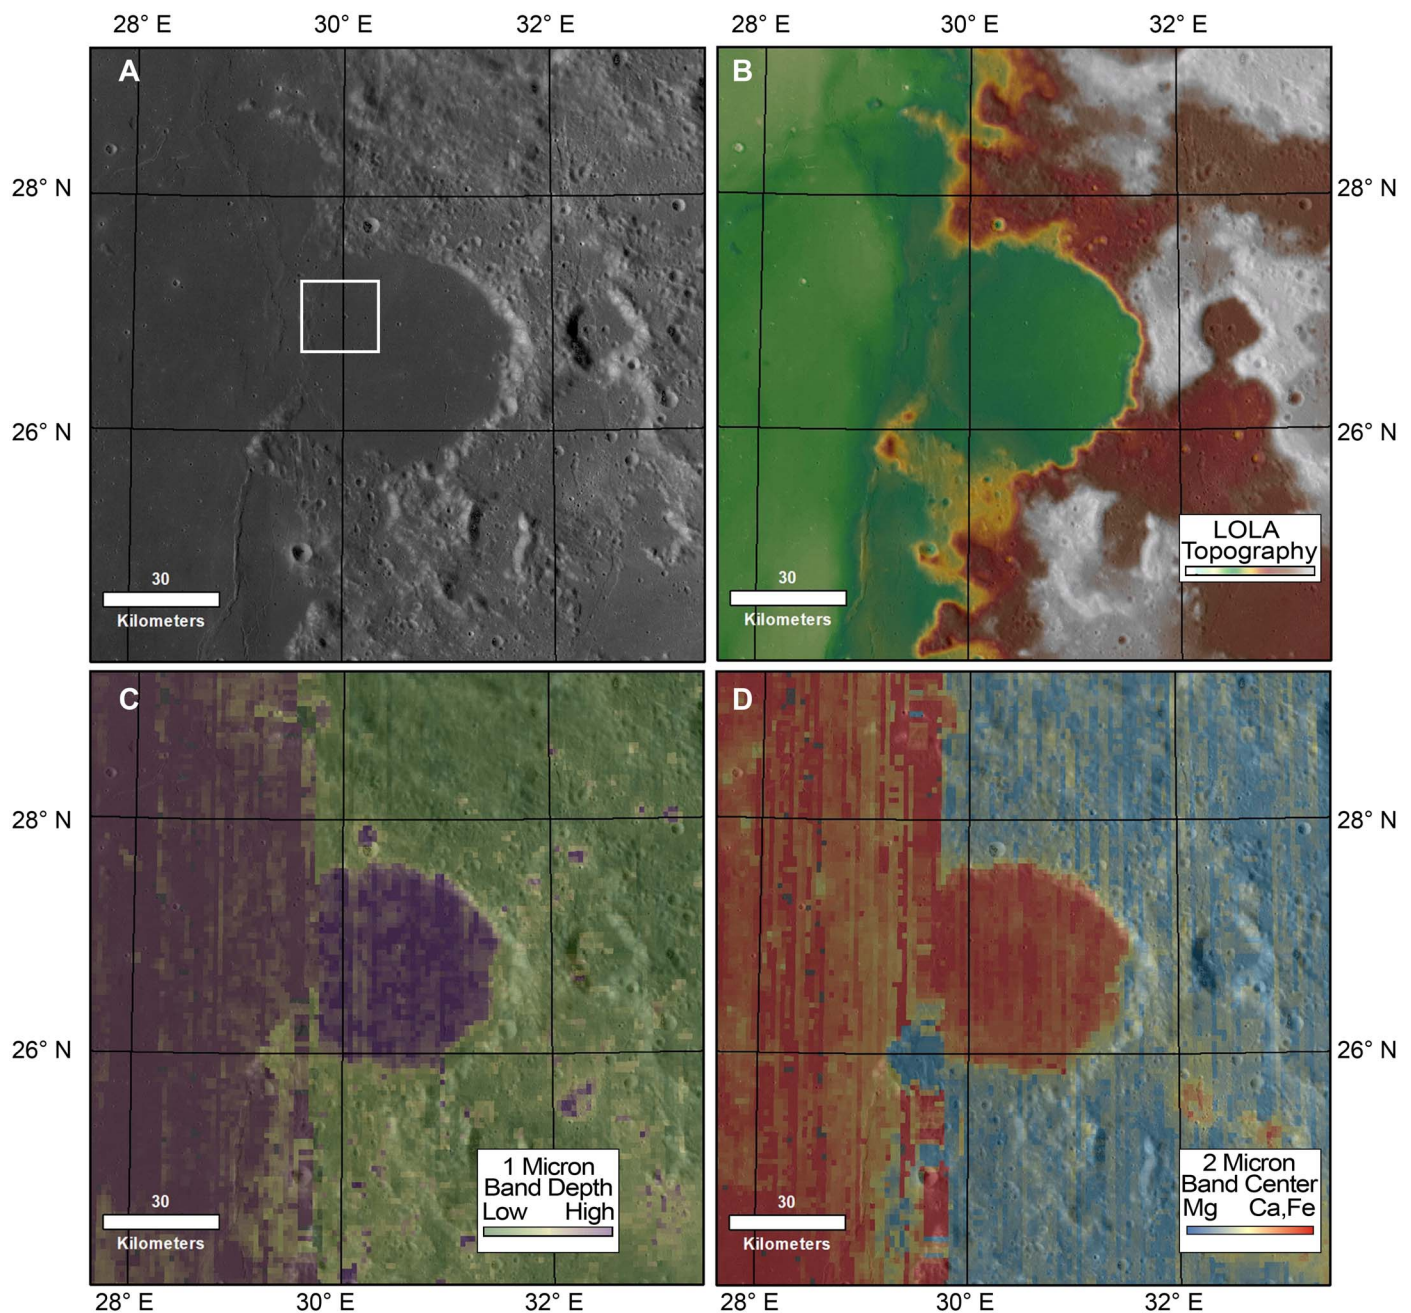 28° E 30° E 32° E 28° E 30° E 32° E
A B
28° N 28° N
26° N 26° N
LOLA
Topography
30 30
Kilometers Kilometers
C D
28° N 28° N
26° N 26° N
1 Micron
Band Depth
Low High
2 Micron
Band Center
Mg Ca,Fe
30 30
Kilometers Kilometers
28° E 30° E 32° E 28° E 30° E 32° E